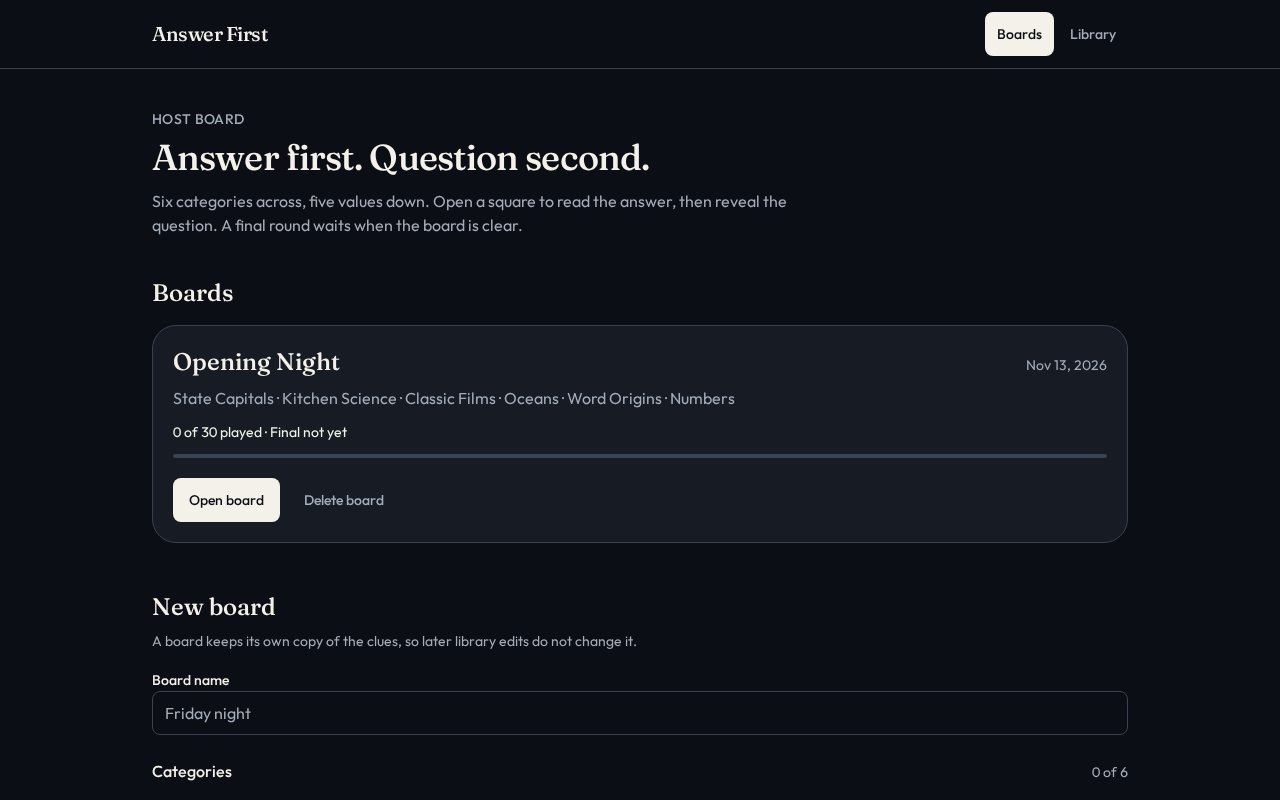 Answer First
Boards
Library
HOST BOARD
Answer first. Question second.
Six categories across, five values down. Open a square to read the answer, then reveal the
question. A final round waits when the board is clear.
Boards
Opening Night
Nov 13, 2026
State Capitals · Kitchen Science · Classic Films · Oceans · Word Origins · Numbers
0 of 30 played · Final not yet
Open board
Delete board
New board
A board keeps its own copy of the clues, so later library edits do not change it.
Board name
Friday night
Categories
0 of 6